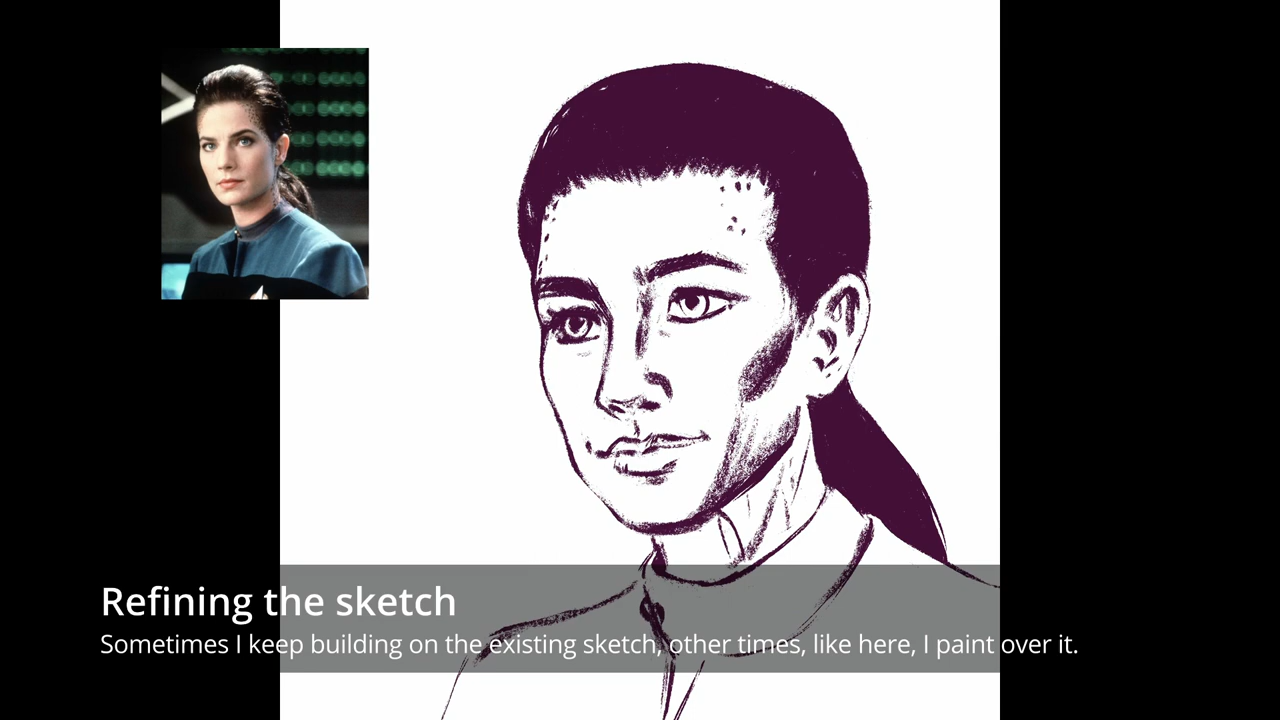 Refining the sketch
Sometimes I keep building on the existing sketch, other times, like here, I paint over it.